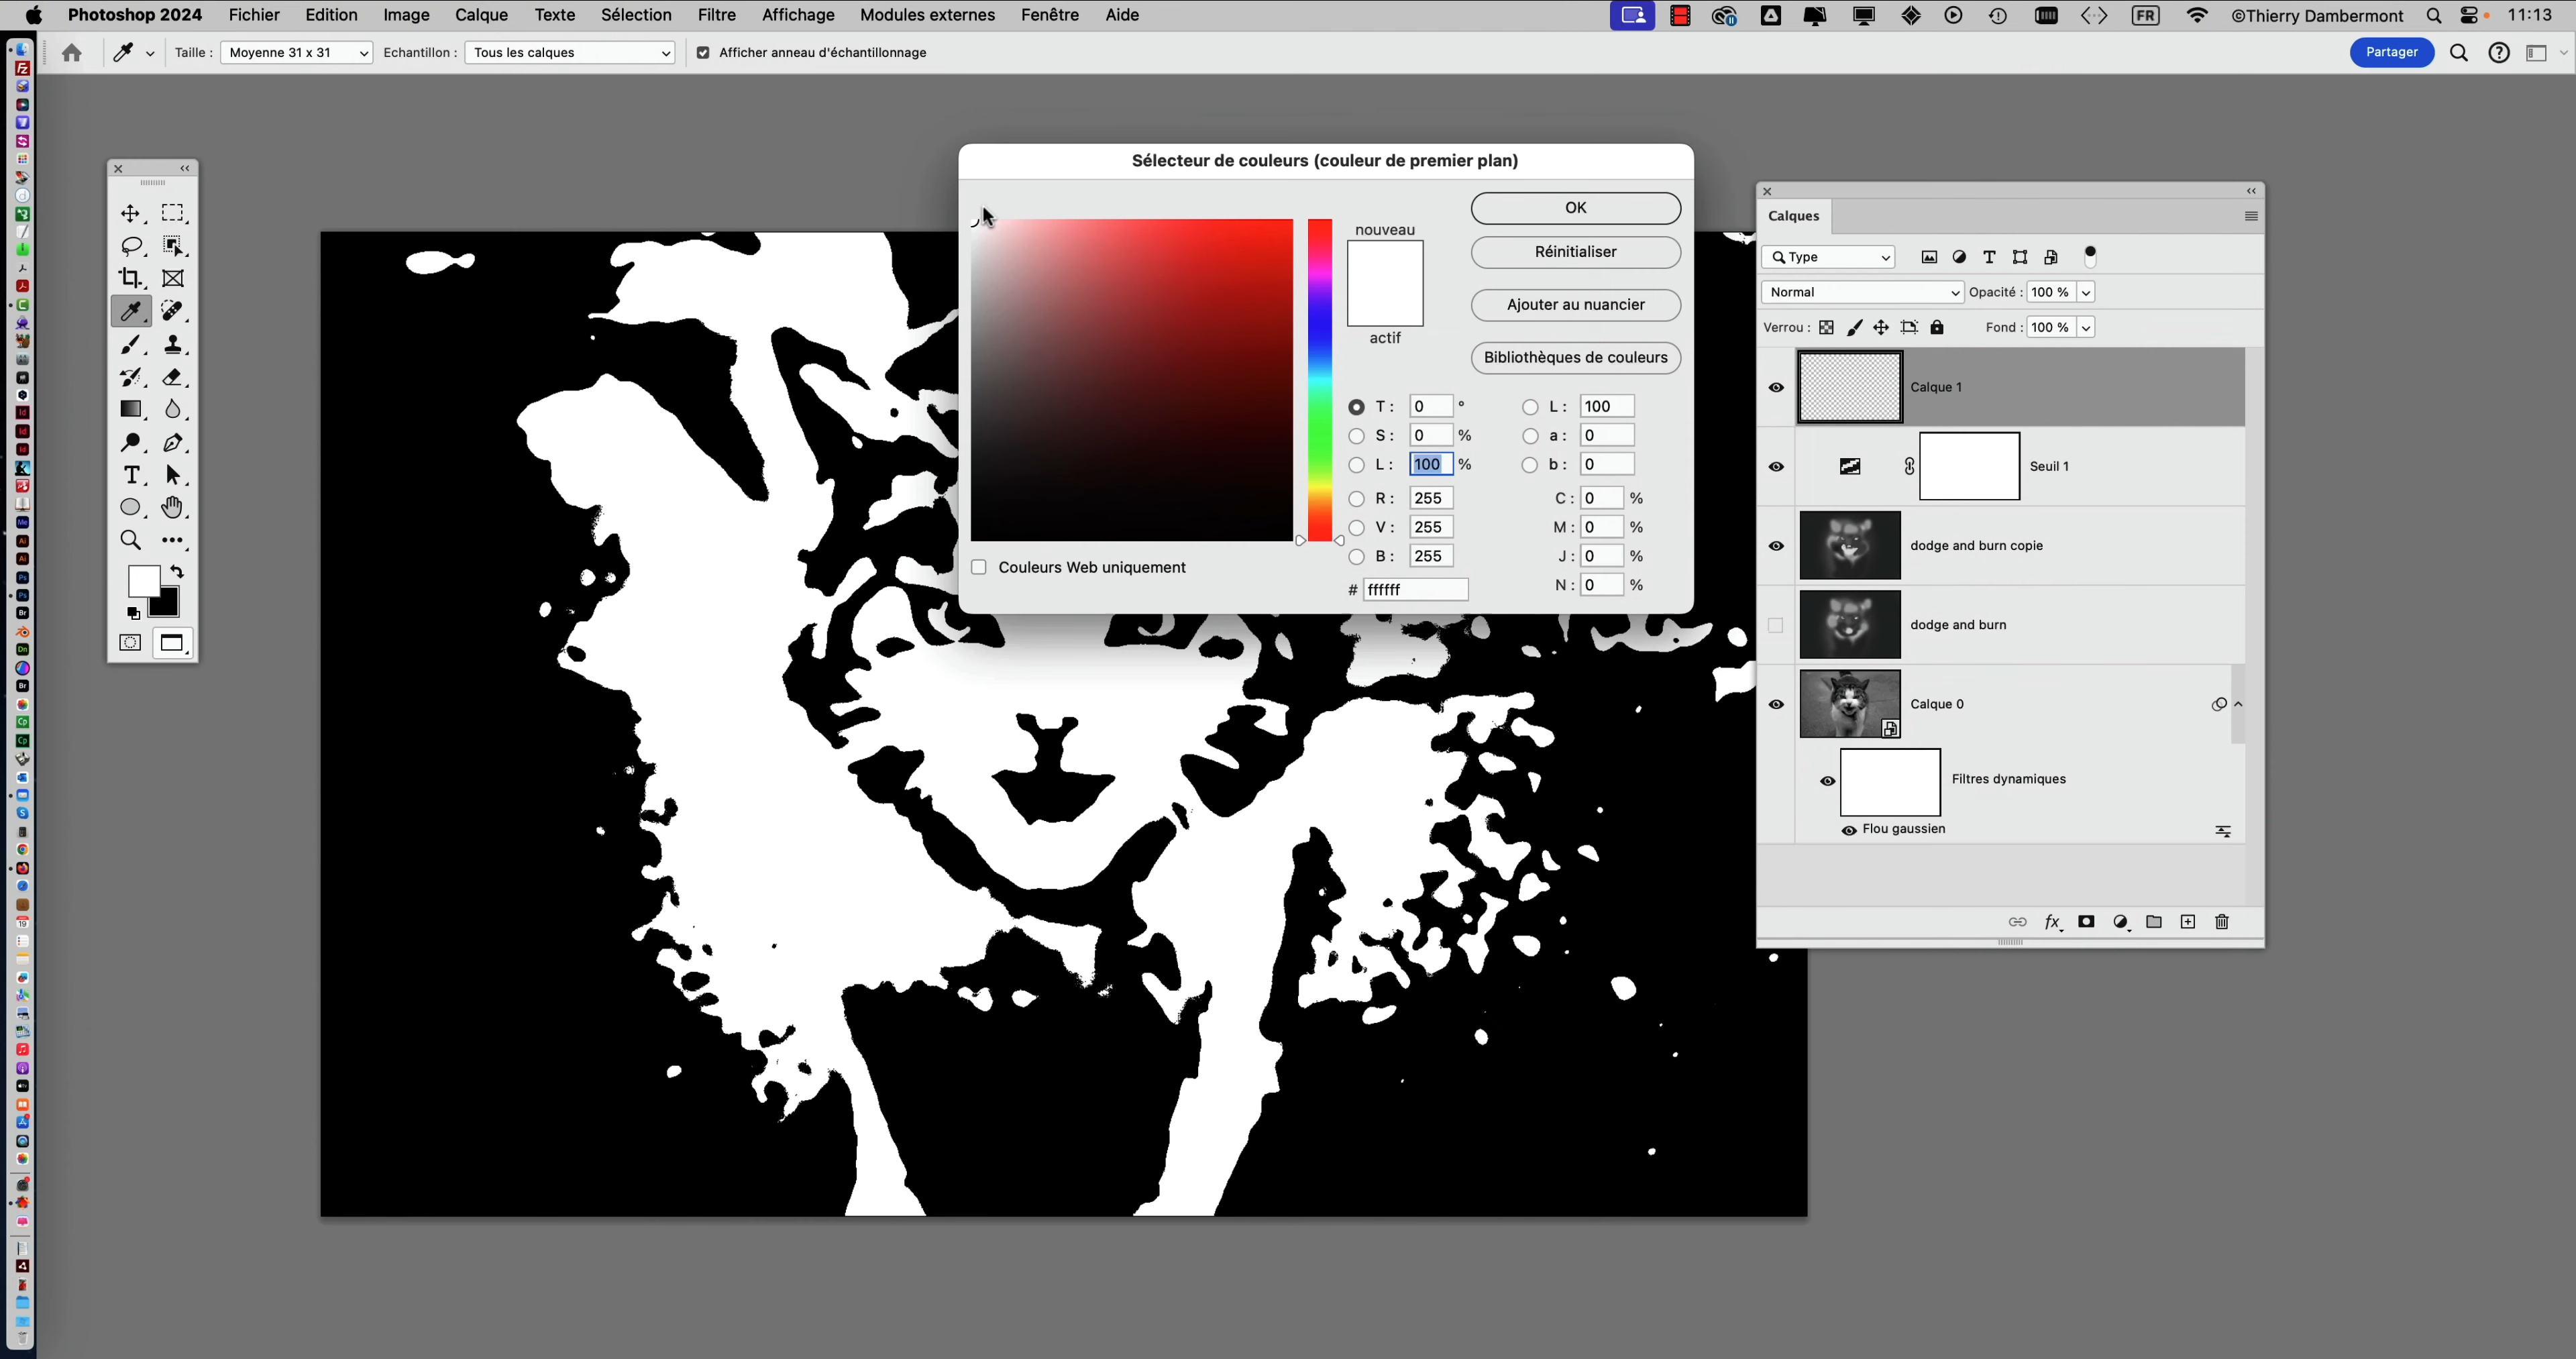 Photoshop 2024 Fichier Edition Image Calque Texte Sélection Filtre Affichage Modules externes Fenêtre Aide FR ©Thierry Dambermont 11:13
Taille : Moyenne 31 x 31 Echantillon : Tous les calques Afficher anneau d'échantillonnage Partager
Sélecteur de couleurs (couleur de premier plan)
OK
nouveau
Réinitialiser
Ajouter au nuancier
actif
Bibliothèques de couleurs
T : 0 ° L : 100
S : 0 % a : 0
L : 100 % b : 0
R : 255 C : 0 %
V : 255 M : 0 %
B : 255 J : 0 %
# ffffff N : 0 %
Couleurs Web uniquement
Calques
Type
Normal Opacité : 100 %
Verrou : Fond : 100 %
Calque 1
Seuil 1
dodge and burn copie
dodge and burn
Calque 0
Filtres dynamiques
Flou gaussien
fx